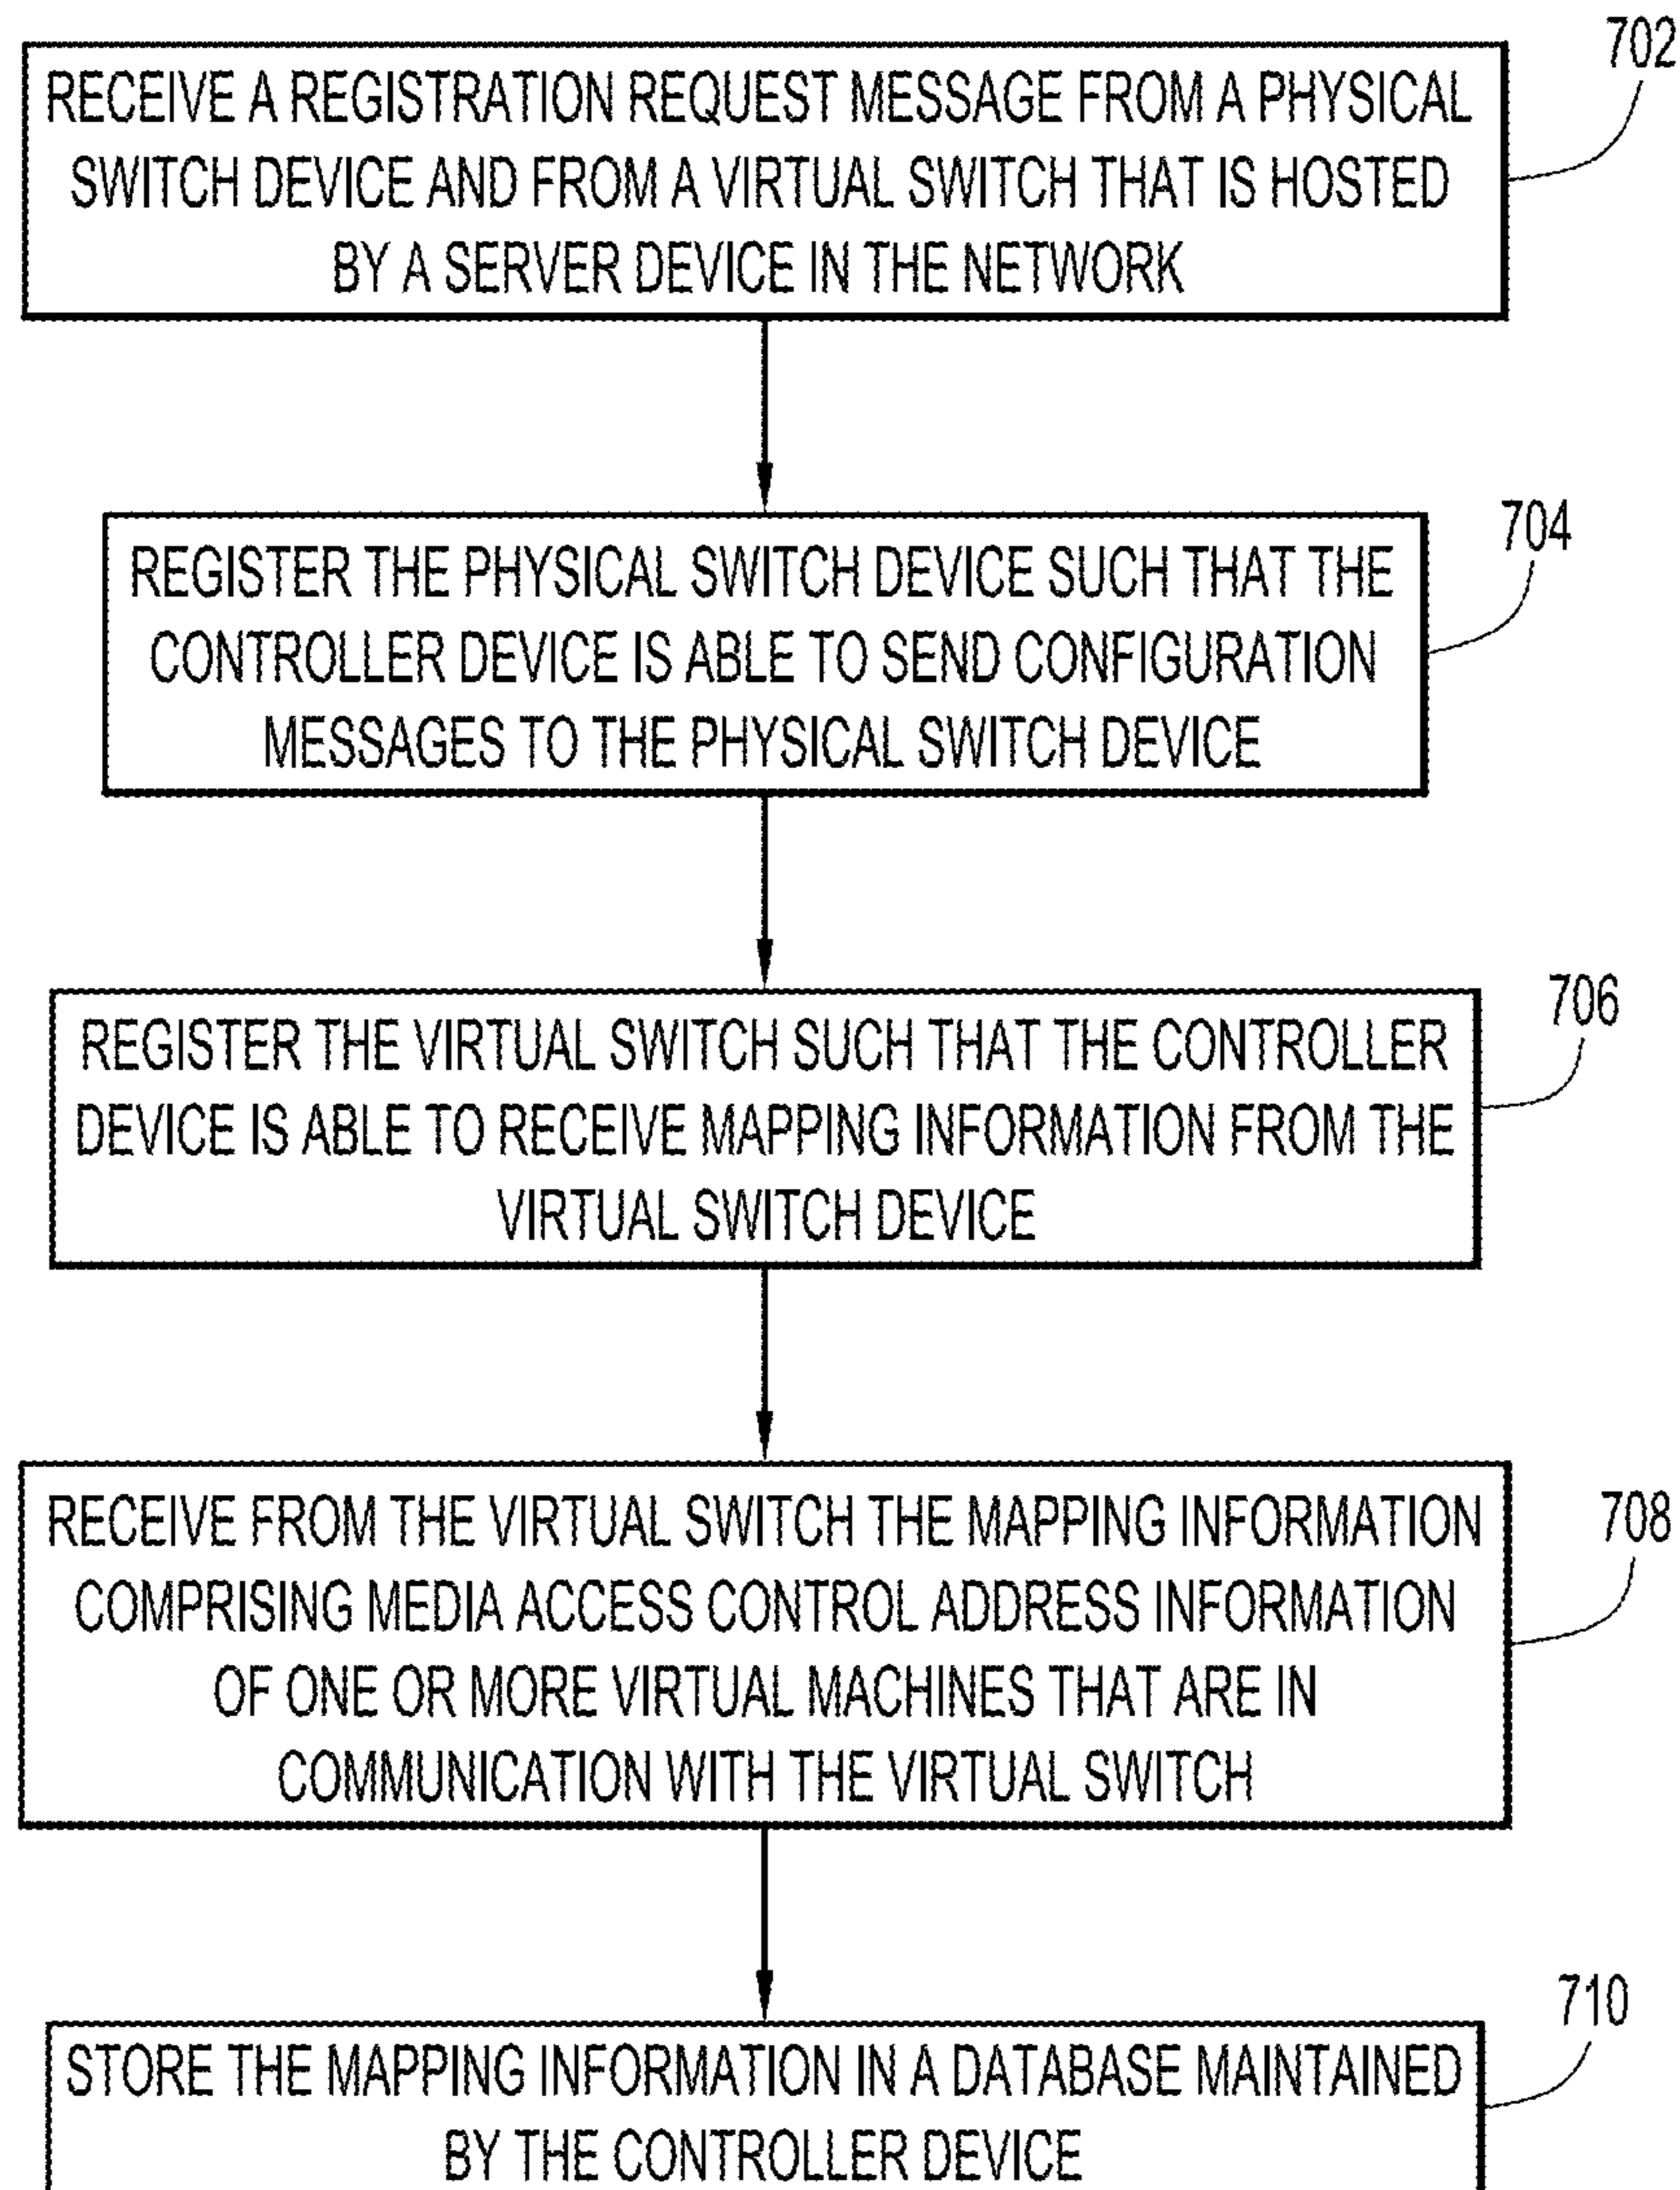 702
RECEIVE A REGISTRATION REQUEST MESSAGE FROM A PHYSICAL
SWITCH DEVICE AND FROM A VIRTUAL SWITCH THAT IS HOSTED
BY A SERVER DEVICE IN THE NETWORK
704
REGISTER THE PHYSICAL SWITCH DEVICE SUCH THAT THE
CONTROLLER DEVICE IS ABLE TO SEND CONFIGURATION
MESSAGES TO THE PHYSICAL SWITCH DEVICE
706
REGISTER THE VIRTUAL SWITCH SUCH THAT THE CONTROLLER
DEVICE IS ABLE TO RECEIVE MAPPING INFORMATION FROM THE
VIRTUAL SWITCH DEVICE
708
RECEIVE FROM THE VIRTUAL SWITCH THE MAPPING INFORMATION
COMPRISING MEDIA ACCESS CONTROL ADDRESS INFORMATION
OF ONE OR MORE VIRTUAL MACHINES THAT ARE IN
COMMUNICATION WITH THE VIRTUAL SWITCH
710
STORE THE MAPPING INFORMATION IN A DATABASE MAINTAINED
BY THE CONTROLLER DEVICE